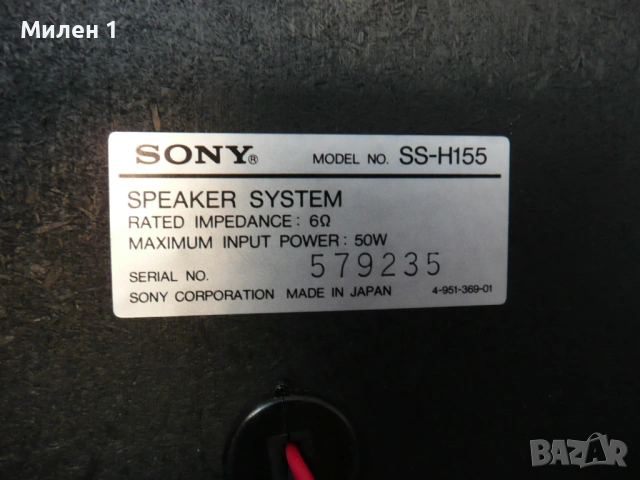 Милен 1
SONY® MODEL NO. SS-H155
SPEAKER SYSTEM
RATED IMPEDANCE: 6Ω
MAXIMUM INPUT POWER: 50W
SERIAL NO. 579235
SONY CORPORATION MADE IN JAPAN 4-951-369-01
BAZAR